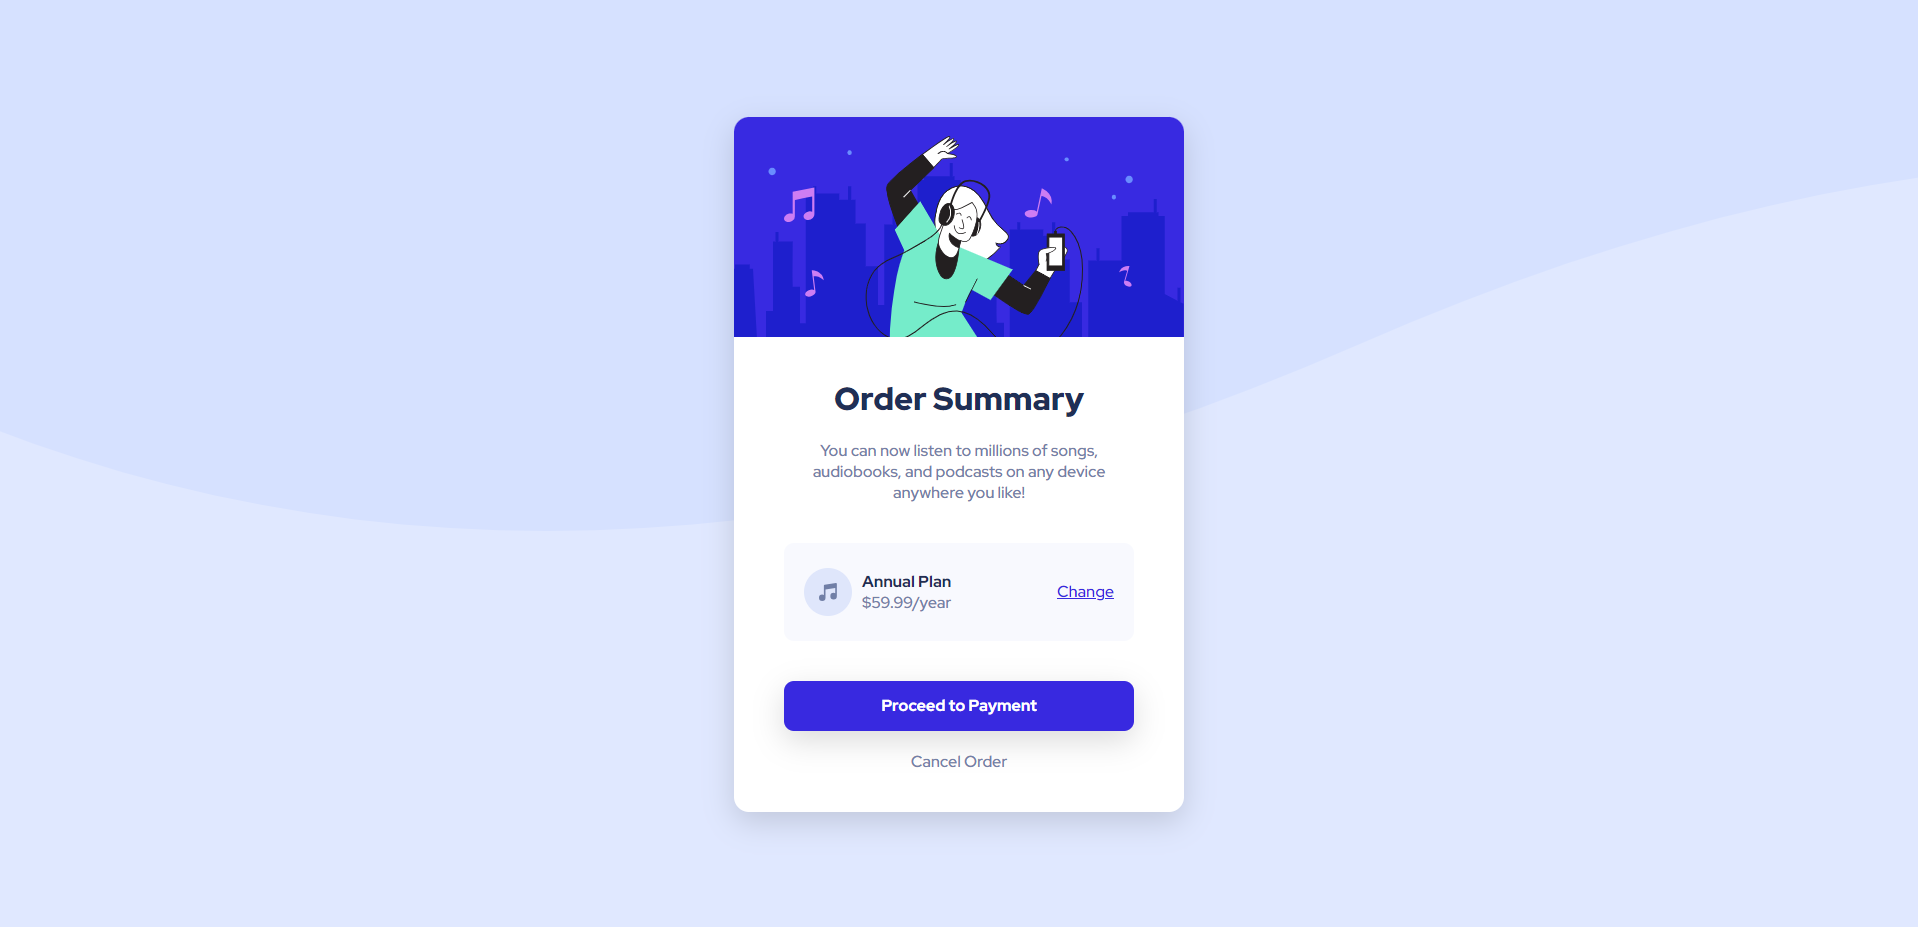 Order Summary
You can now listen to millions of songs,
audiobooks, and podcasts on any device
anywhere you like!
Annual Plan
$59.99/year
Change
Proceed to Payment
Cancel Order